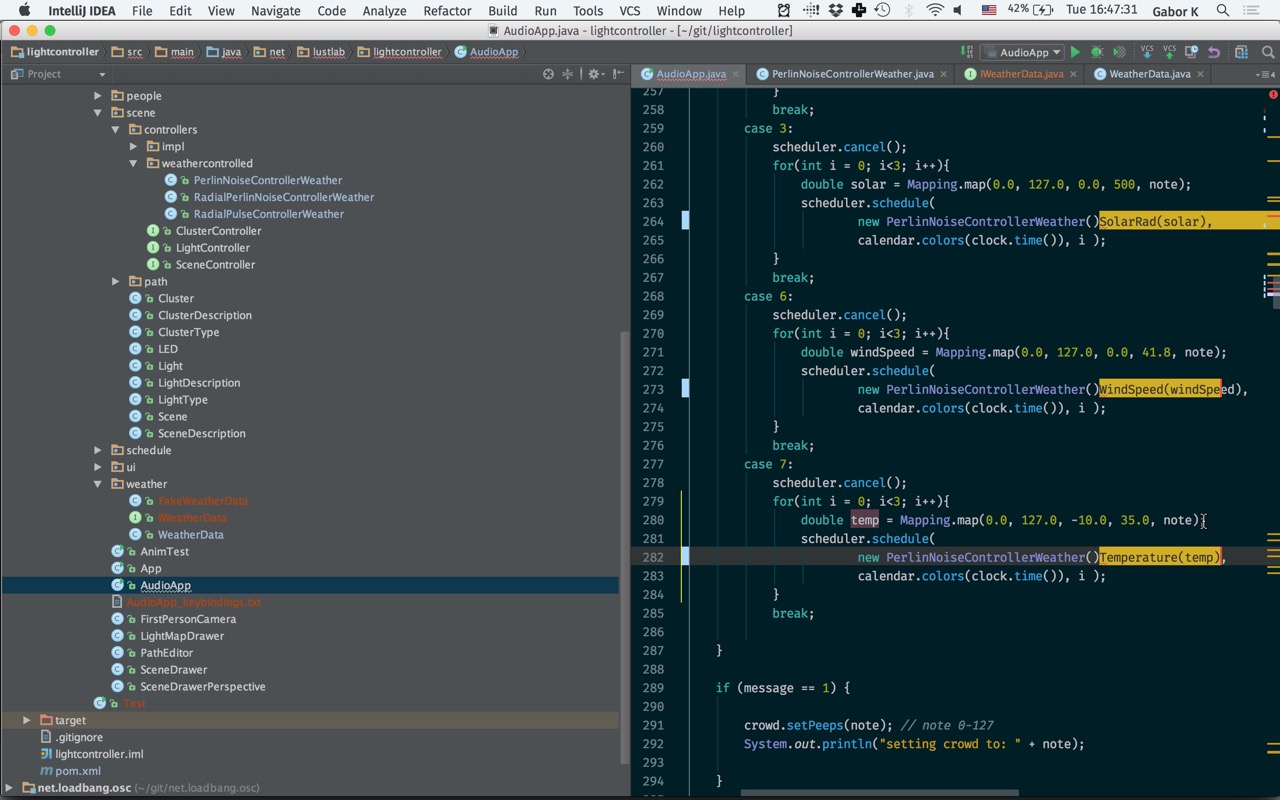 IntelliJ IDEA File Edit View Navigate Code Analyze Refactor Build Run Tools VCS Window Help 42% Tue 16:47:31 Gabor K
AudioApp.java - lightcontroller - [~/git/lightcontroller]
lightcontroller src main java net lustlab lightcontroller AudioApp AudioApp VCS VCS
Project
AudioApp.java PerlinNoiseControllerWeather.java IWeatherData.java WeatherData.java 4
people
scene
controllers
impl
weathercontrolled
PerlinNoiseControllerWeather
RadialPerlinNoiseControllerWeather
RadialPulseControllerWeather
ClusterController
LightController
SceneController
path
Cluster
ClusterDescription
ClusterType
LED
Light
LightDescription
LightType
Scene
SceneDescription
schedule
ui
weather
FakeWeatherData
IWeatherData
WeatherData
AnimTest
App
AudioApp
AudioApp_keybindings.txt
FirstPersonCamera
LightMapDrawer
PathEditor
SceneDrawer
SceneDrawerPerspective
Test
target
.gitignore
lightcontroller.iml
pom.xml
net.loadbang.osc (~/git/net.loadbang.osc)
257 }
258 break;
259 case 3:
260 scheduler.cancel();
261 for(int i = 0; i<3; i++){
262 double solar = Mapping.map(0.0, 127.0, 0.0, 500, note);
263 scheduler.schedule(
264 new PerlinNoiseControllerWeather()SolarRad(solar),
265 calendar.colors(clock.time()), i );
266 }
267 break;
268 case 6:
269 scheduler.cancel();
270 for(int i = 0; i<3; i++){
271 double windSpeed = Mapping.map(0.0, 127.0, 0.0, 41.8, note);
272 scheduler.schedule(
273 new PerlinNoiseControllerWeather()WindSpeed(windSpeed),
274 calendar.colors(clock.time()), i );
275 }
276 break;
277 case 7:
278 scheduler.cancel();
279 for(int i = 0; i<3; i++){
280 double temp = Mapping.map(0.0, 127.0, -10.0, 35.0, note);
281 scheduler.schedule(
282 new PerlinNoiseControllerWeather()Temperature(temp),
283 calendar.colors(clock.time()), i );
284 }
285 break;
286
287 }
288
289 if (message == 1) {
290
291 crowd.setPeeps(note); // note 0-127
292 System.out.println("setting crowd to: " + note);
293
294 }